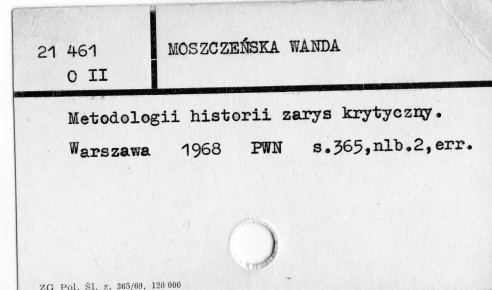 21 461
O II
MOSZCZEŃSKA WANDA
Metodologii historii zarys krytyczny.
Warszawa 1968 PWN s.365,nlb.2,err.
ZG Pol. Śl. z. 365/69. 120 000